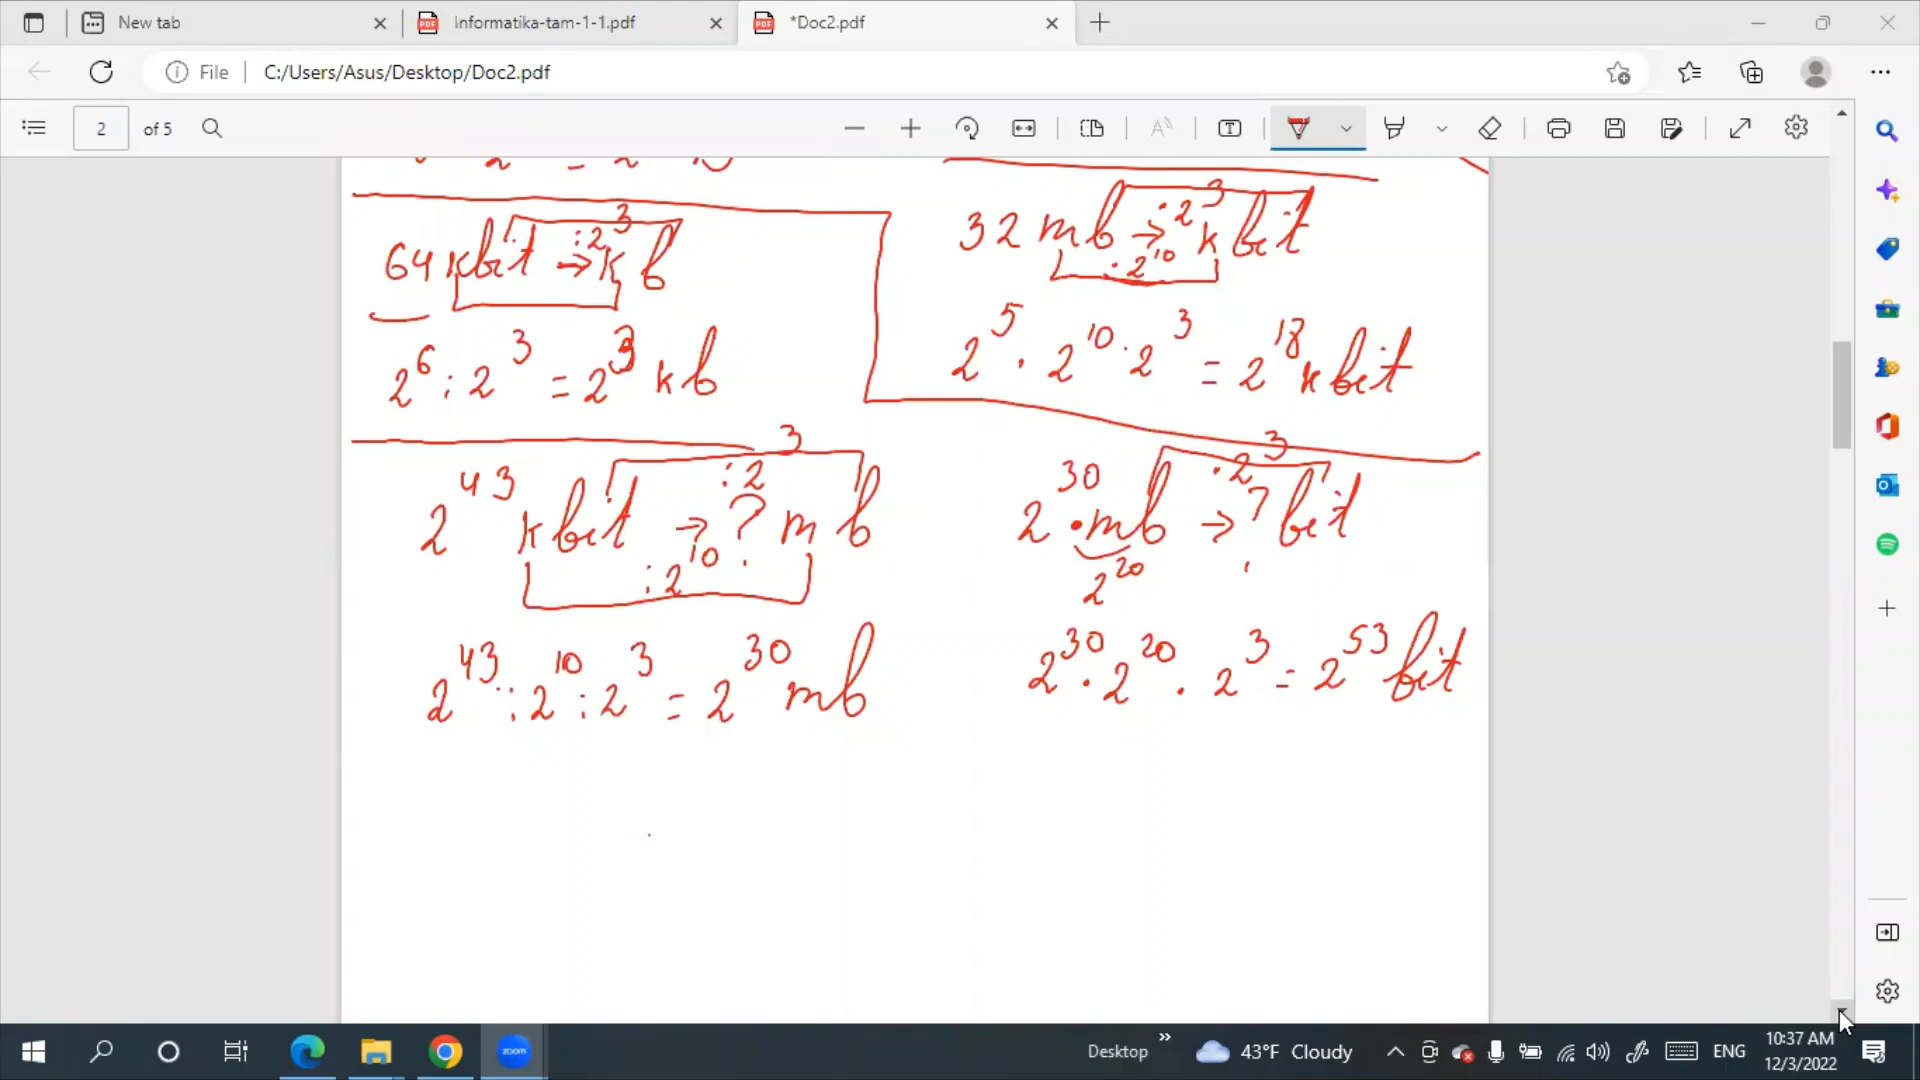 New tab
Informatika-tam-1-1.pdf
*Doc2.pdf
File
C:/Users/Asus/Desktop/Doc2.pdf
2 of 5
64 kbit → kb
:2³
2⁶ : 2³ = 2³ kb
32 mb → kbit
·2³
:2¹⁰
2⁵ · 2¹⁰ · 2³ = 2¹⁸ kbit
2⁴³ kbit → ? mb
:2³
:2¹⁰
2⁴³ : 2¹⁰ : 2³ = 2³⁰ mb
2³⁰ · mb → ? bit
·2³
2²⁰
2³⁰ · 2²⁰ · 2³ = 2⁵³ bit
zoom
Desktop
43°F Cloudy
ENG
10:37 AM
12/3/2022